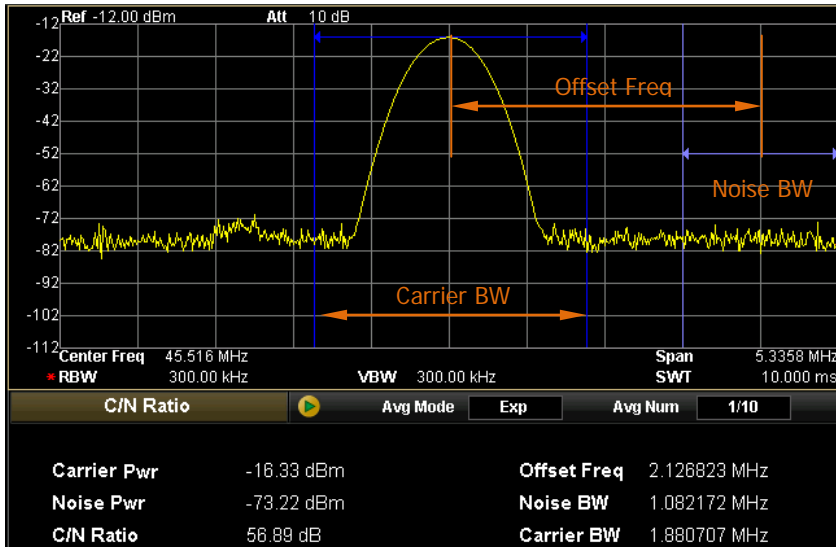 Ref -12.00 dBm Att 10 dB
-12
-22
-32
-42
-52
-62
-72
-82
-92
-102
-112
Offset Freq
Noise BW
Carrier BW
Center Freq 45.516 MHz Span 5.3358 MHz
* RBW 300.00 kHz VBW 300.00 kHz SWT 10.000 ms
C/N Ratio Avg Mode Exp Avg Num 1/10
Carrier Pwr -16.33 dBm Offset Freq 2.126823 MHz
Noise Pwr -73.22 dBm Noise BW 1.082172 MHz
C/N Ratio 56.89 dB Carrier BW 1.880707 MHz